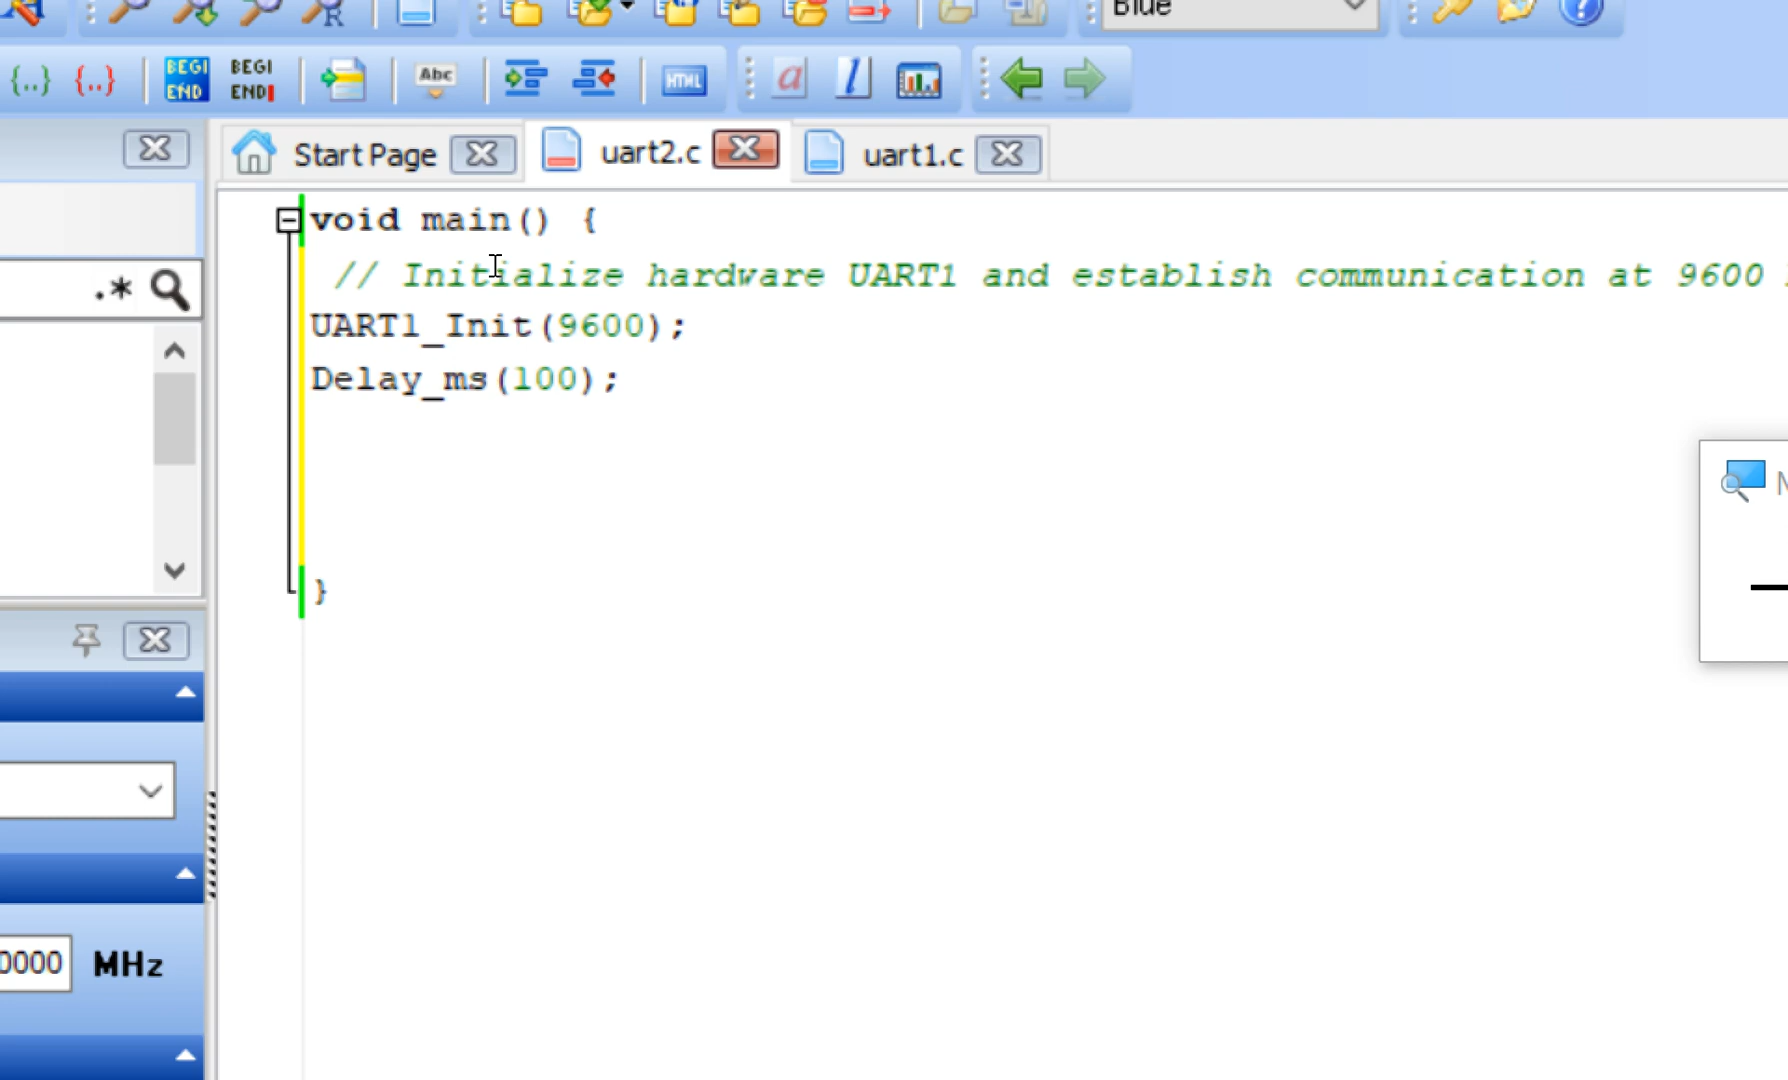 Blue
{..} {..} BEGI END BEGI END Abc HTML a l
Start Page uart2.c uart1.c
void main() {
.*
// Initialize hardware UART1 and establish communication at 9600
UART1_Init(9600);
Delay_ms(100);
}
0000 MHz